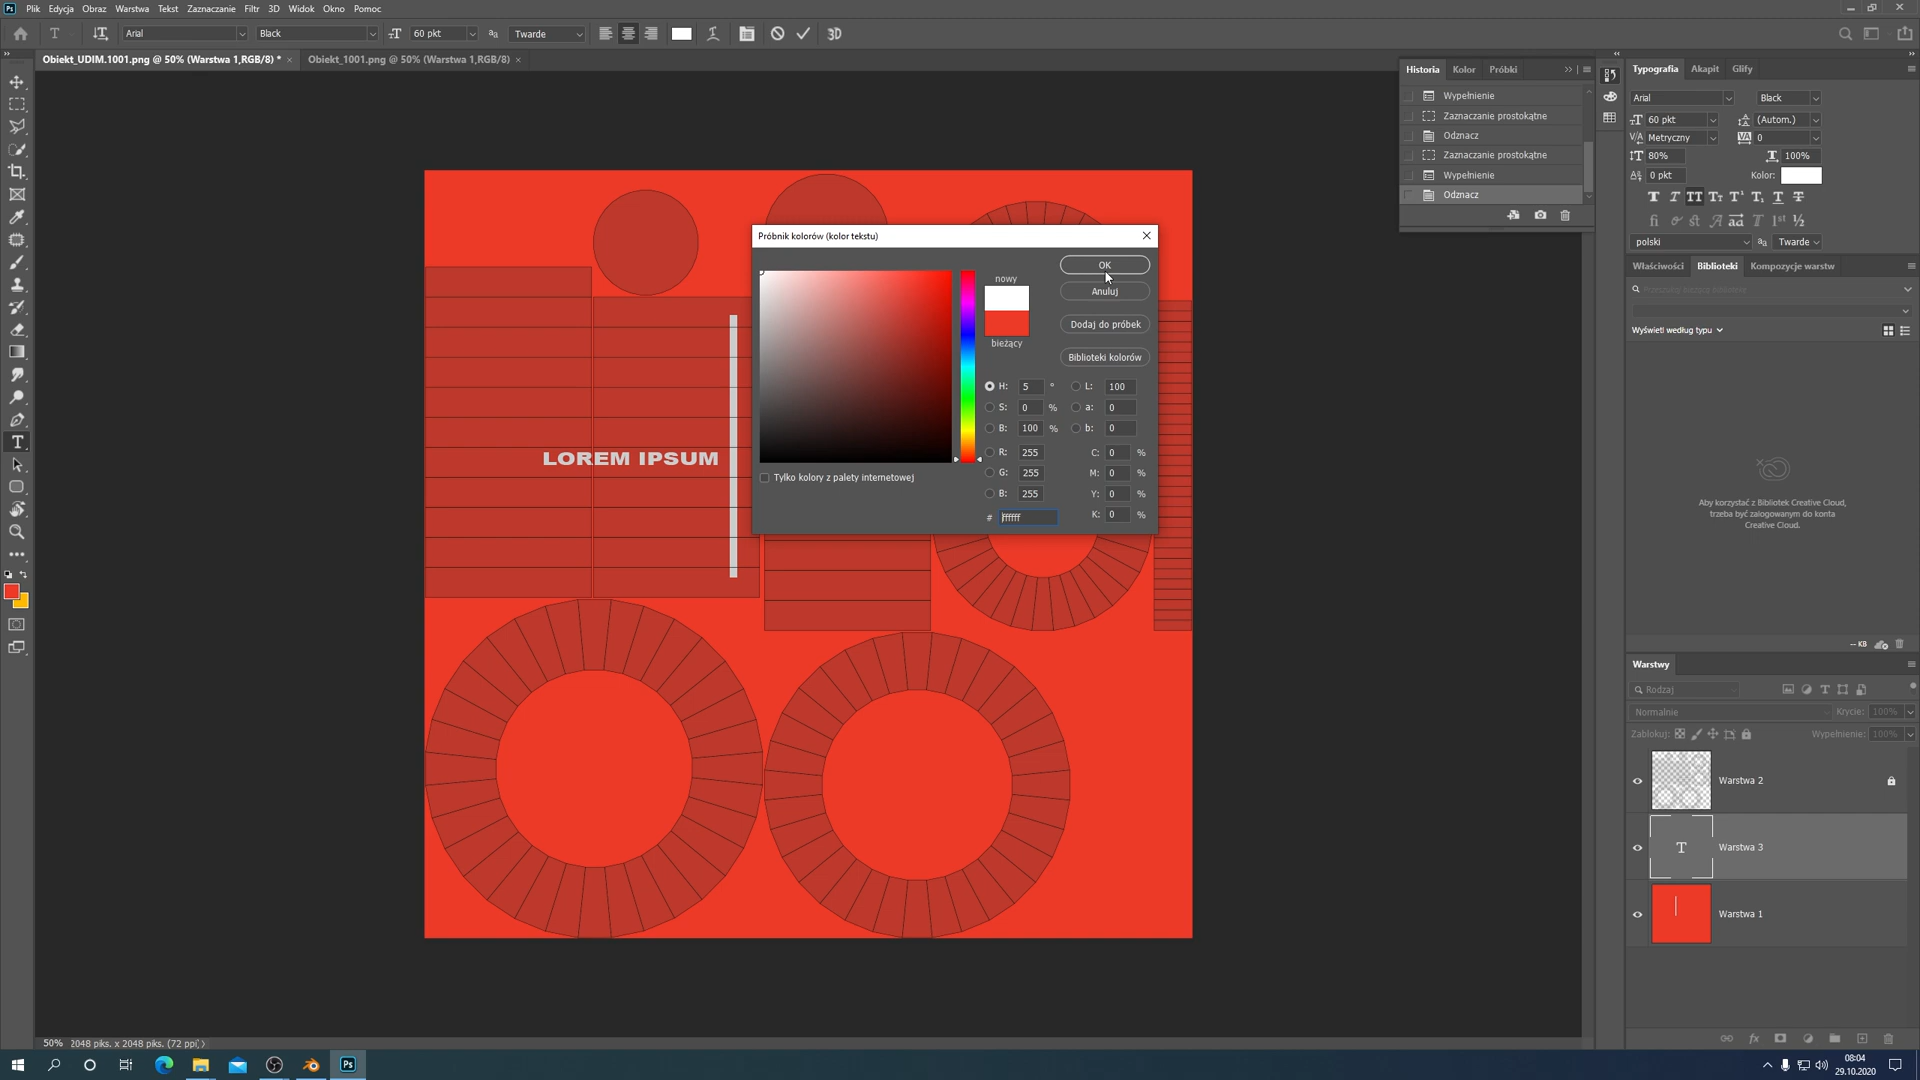 Ps Plik Edycja Obraz Warstwa Tekst Zaznaczanie Filtr 3D Widok Okno Pomoc
T Arial Black 60 pkt Twarde 3D
Obiekt_UDIM.1001.png @ 50% (Warstwa 1,RGB/8) * × Obiekt_1001.png @ 50% (Warstwa 1,RGB/8) ×
Historia Kolor Próbki
Wypełnienie
Zaznaczanie prostokątne
Odznacz
Zaznaczanie prostokątne
Wypełnienie
Odznacz
Typografia Akapit Glify
Arial Black
60 pkt (Autom.)
Metryczny 0
80% 100%
0 pkt Kolor:
polski Twarde
Właściwości Biblioteki Kompozycje warstw
Wyświetl według typu
Aby korzystać z Bibliotek Creative Cloud,
trzeba być zalogowanym do konta
Creative Cloud.
-- KB
Próbnik kolorów (kolor tekstu)
nowy
bieżący
OK
Anuluj
Dodaj do próbek
Biblioteki kolorów
H: 5 ° L: 100
S: 0 % a: 0
B: 100 % b: 0
R: 255 C: 0 %
G: 255 M: 0 %
B: 255 Y: 0 %
# ffffff K: 0 %
Tylko kolory z palety internetowej
LOREM IPSUM
Warstwy
Rodzaj
Normalnie Krycie: 100%
Zablokuj: Wypełnienie: 100%
Warstwa 2
T Warstwa 3
Warstwa 1
50% 2048 piks. x 2048 piks. (72 ppi)
Ps
08:04
29.10.2020